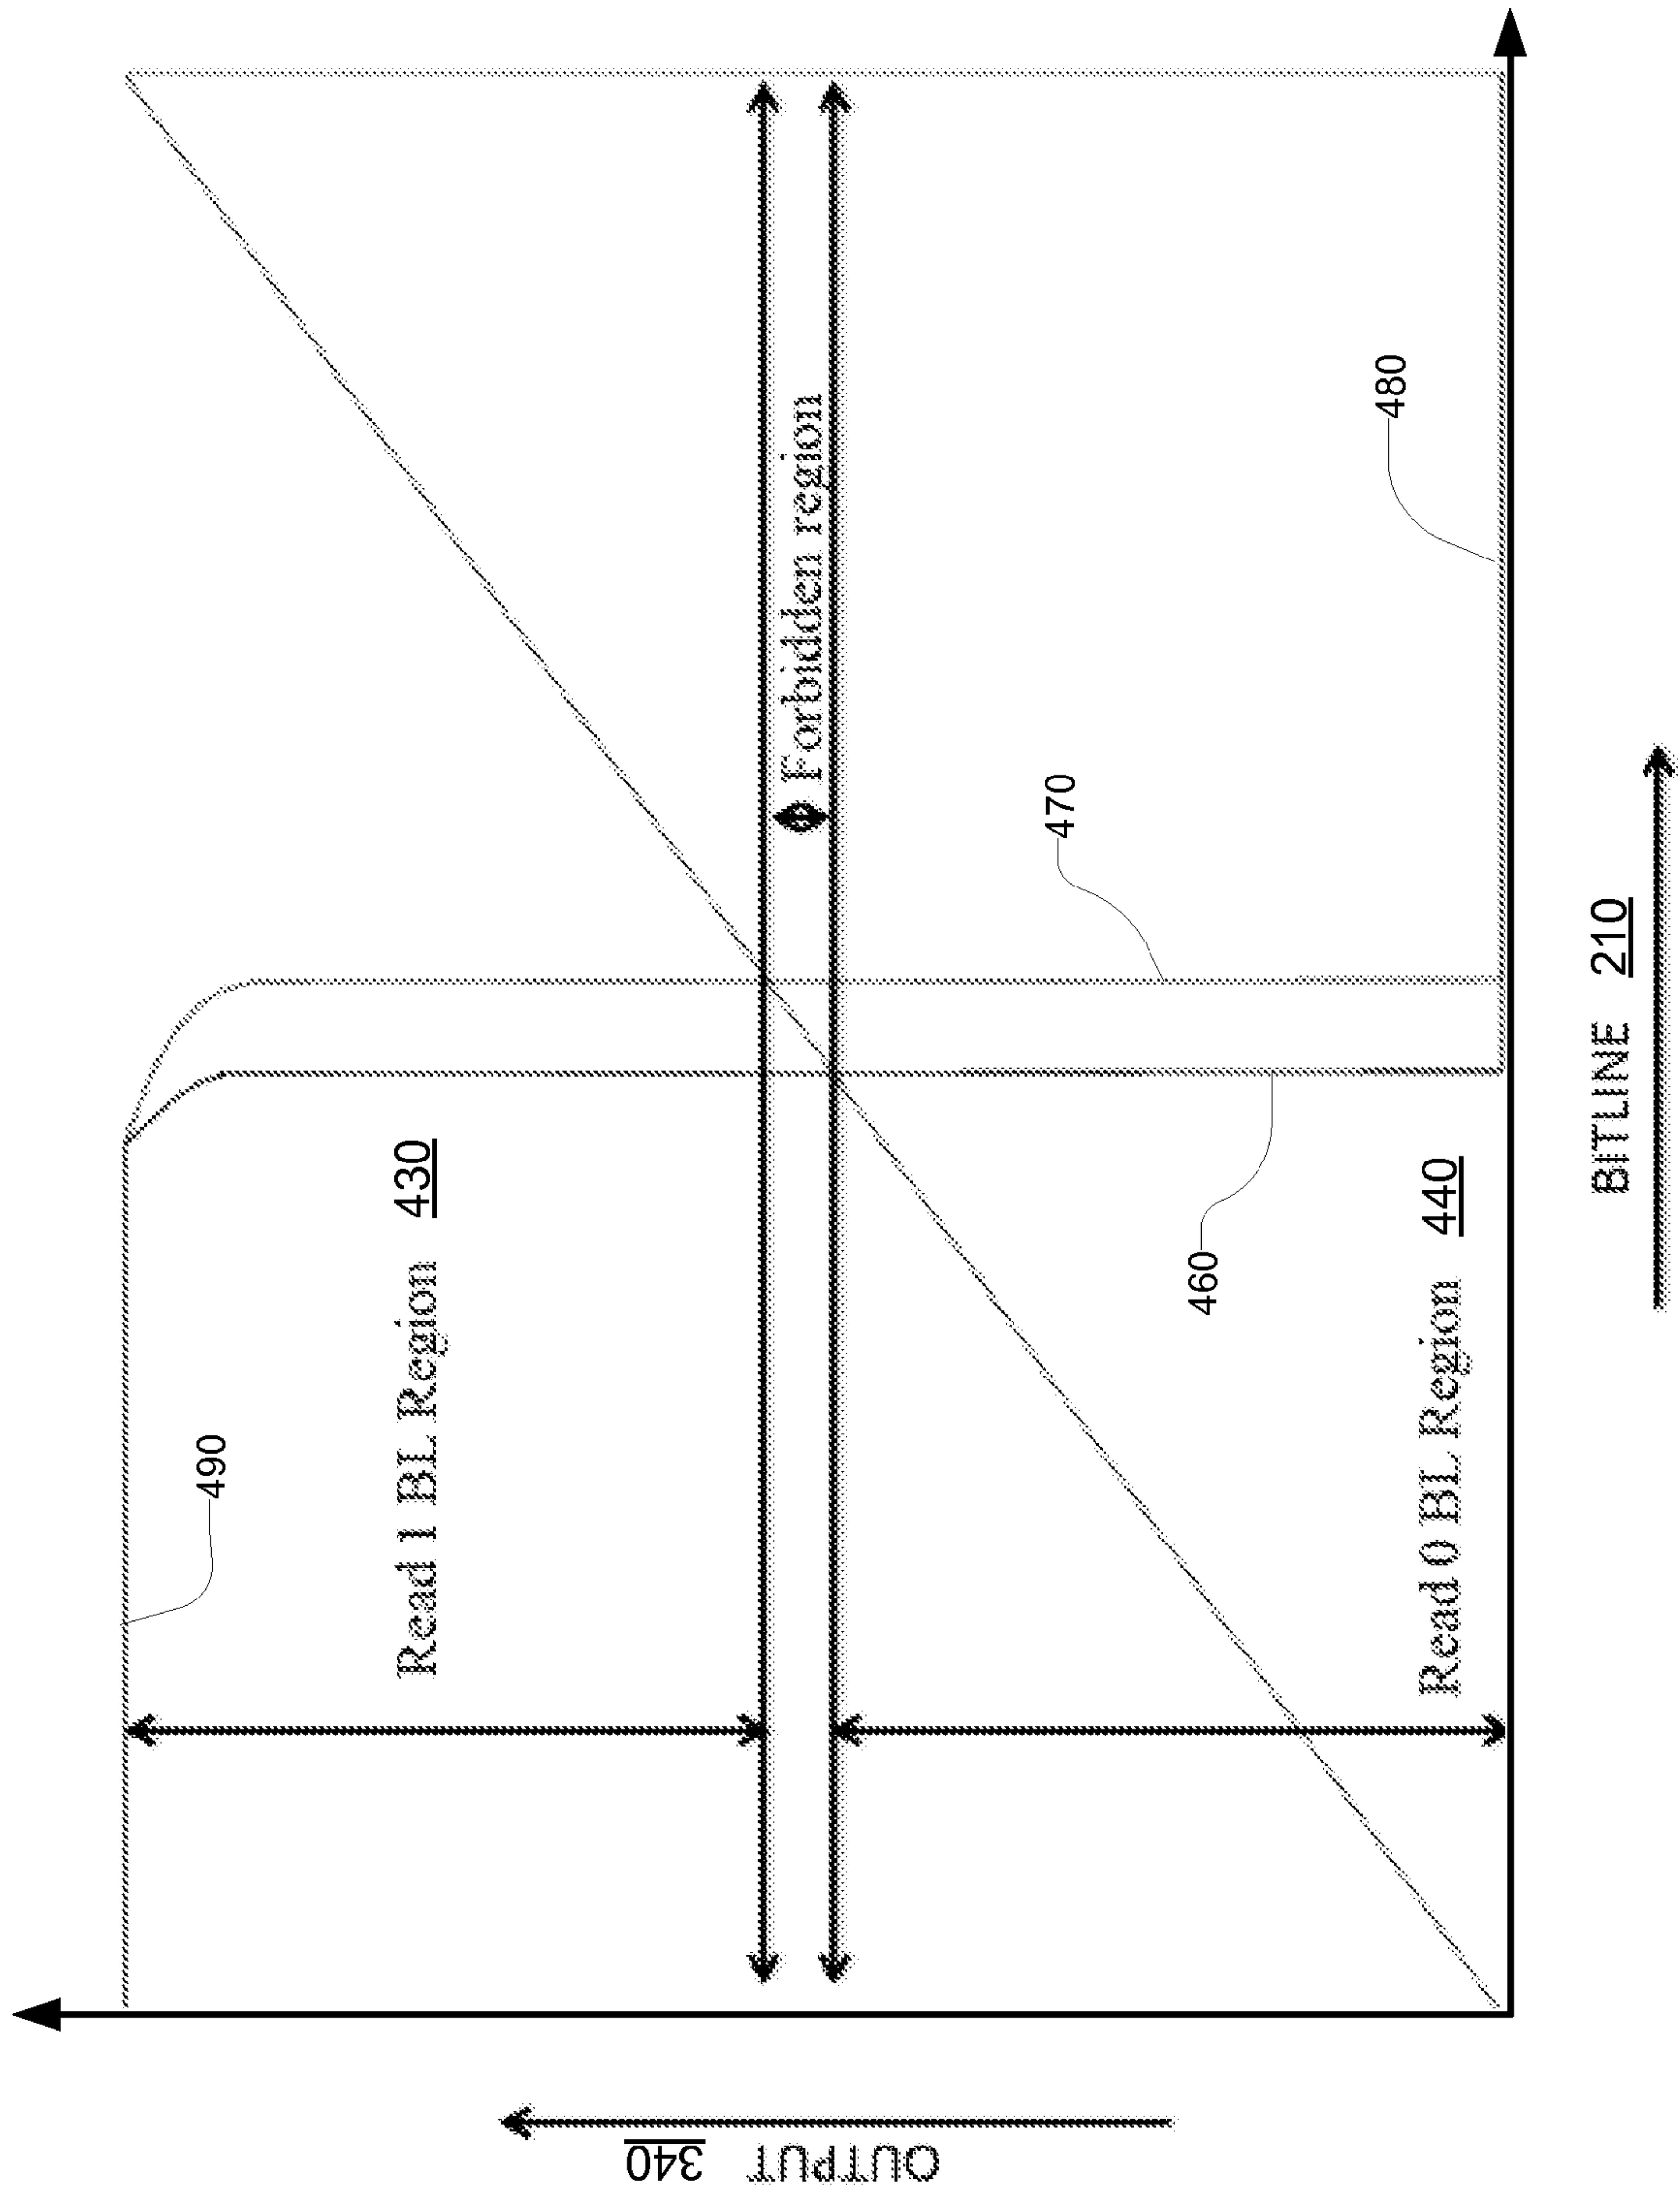 490
Read 1 BL Region 430
Forbidden region
470
460
480
Read 0 BL Region 440
OUTPUT 340
BITLINE 210